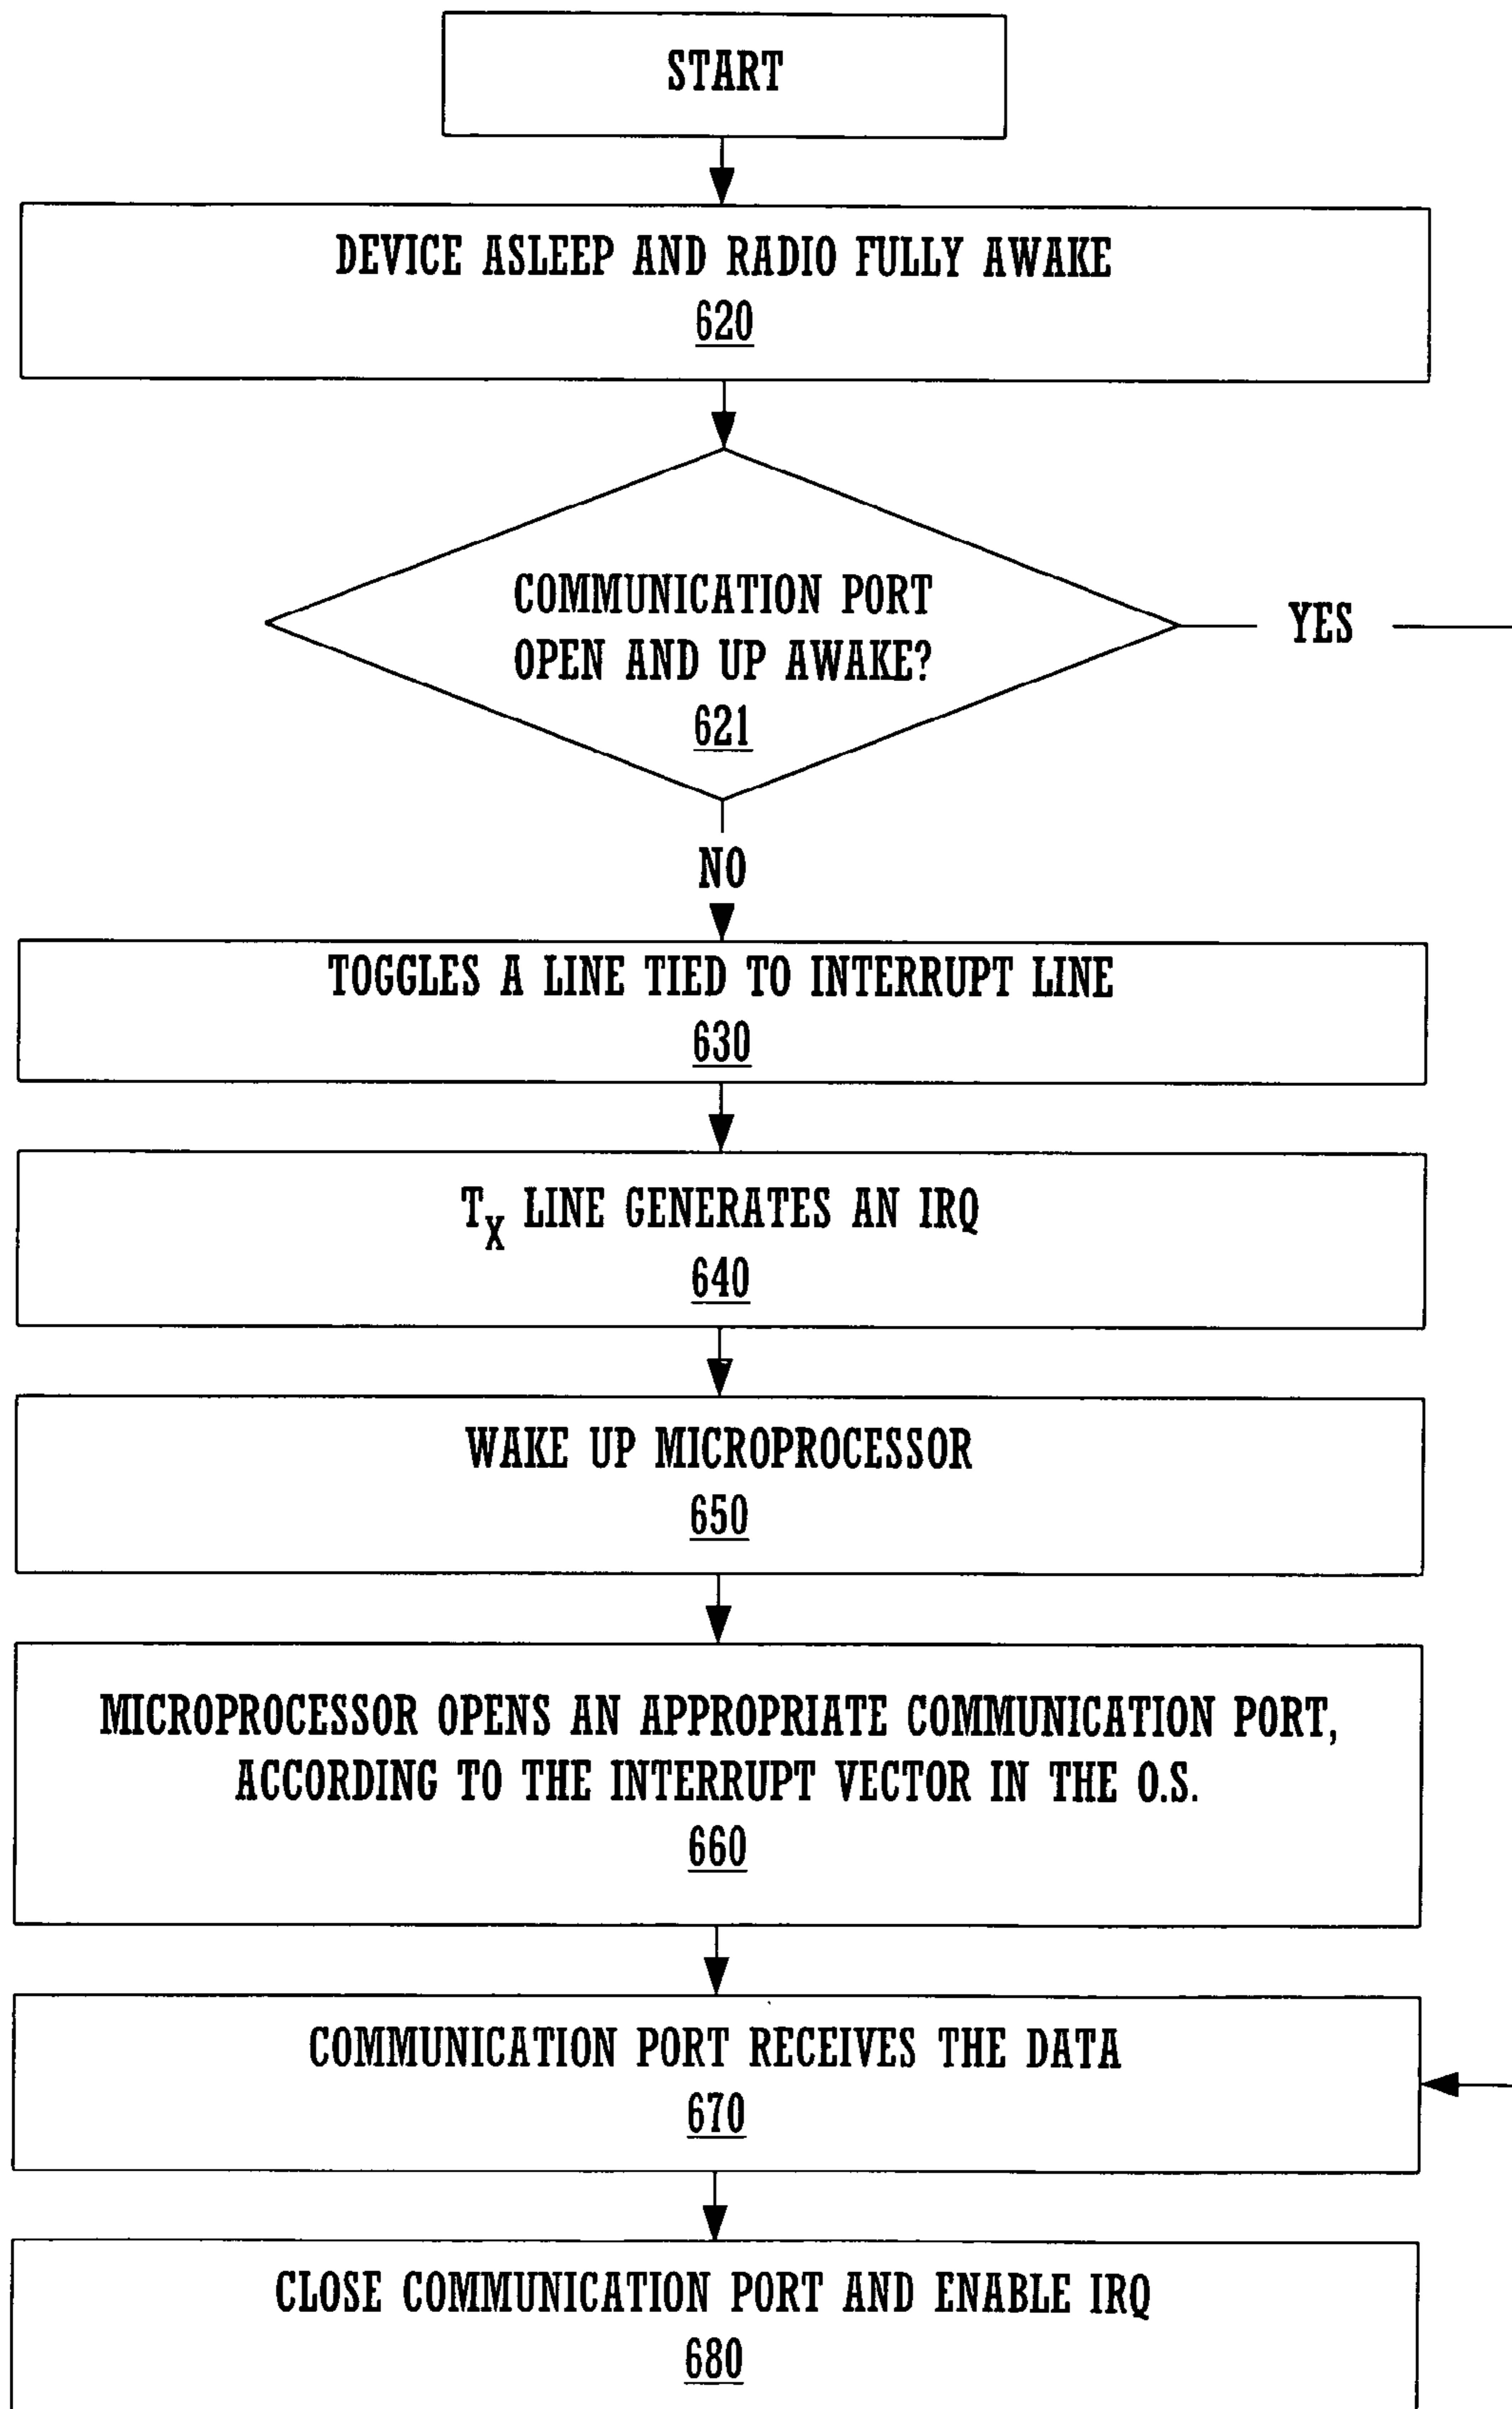 START
DEVICE ASLEEP AND RADIO FULLY AWAKE
620
COMMUNICATION PORT
OPEN AND UP AWAKE?
621
YES
NO
TOGGLES A LINE TIED TO INTERRUPT LINE
630
TX LINE GENERATES AN IRQ
640
WAKE UP MICROPROCESSOR
650
MICROPROCESSOR OPENS AN APPROPRIATE COMMUNICATION PORT,
ACCORDING TO THE INTERRUPT VECTOR IN THE O.S.
660
COMMUNICATION PORT RECEIVES THE DATA
670
CLOSE COMMUNICATION PORT AND ENABLE IRQ
680